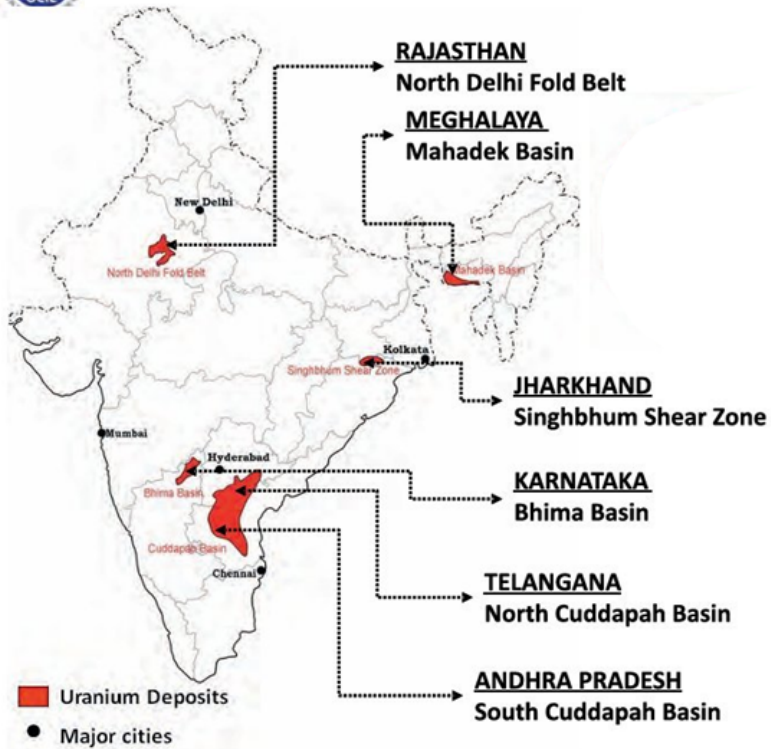 RAJASTHAN
North Delhi Fold Belt
MEGHALAYA
Mahadek Basin
New Delhi
North Delhi Fold Belt
Mahadek Basin
Kolkata
Singhbhum Shear Zone
JHARKHAND
Singhbhum Shear Zone
Mumbai
Hyderabad
Bhima Basin
KARNATAKA
Bhima Basin
Cuddapah Basin
Chennai
TELANGANA
North Cuddapah Basin
ANDHRA PRADESH
South Cuddapah Basin
Uranium Deposits
Major cities